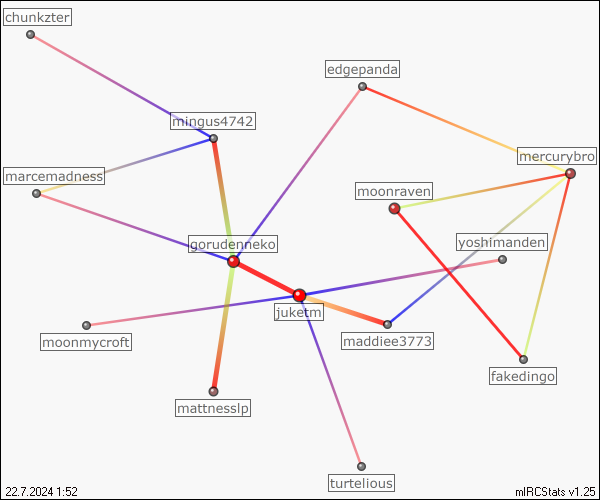 chunkzter
edgepanda
mingus4742
mercurybro
marcemadness
moonraven
gorudenneko
yoshimanden
juketm
moonmycroft
maddiee3773
fakedingo
mattnesslp
turtelious
22.7.2024 1:52
mIRCStats v1.25